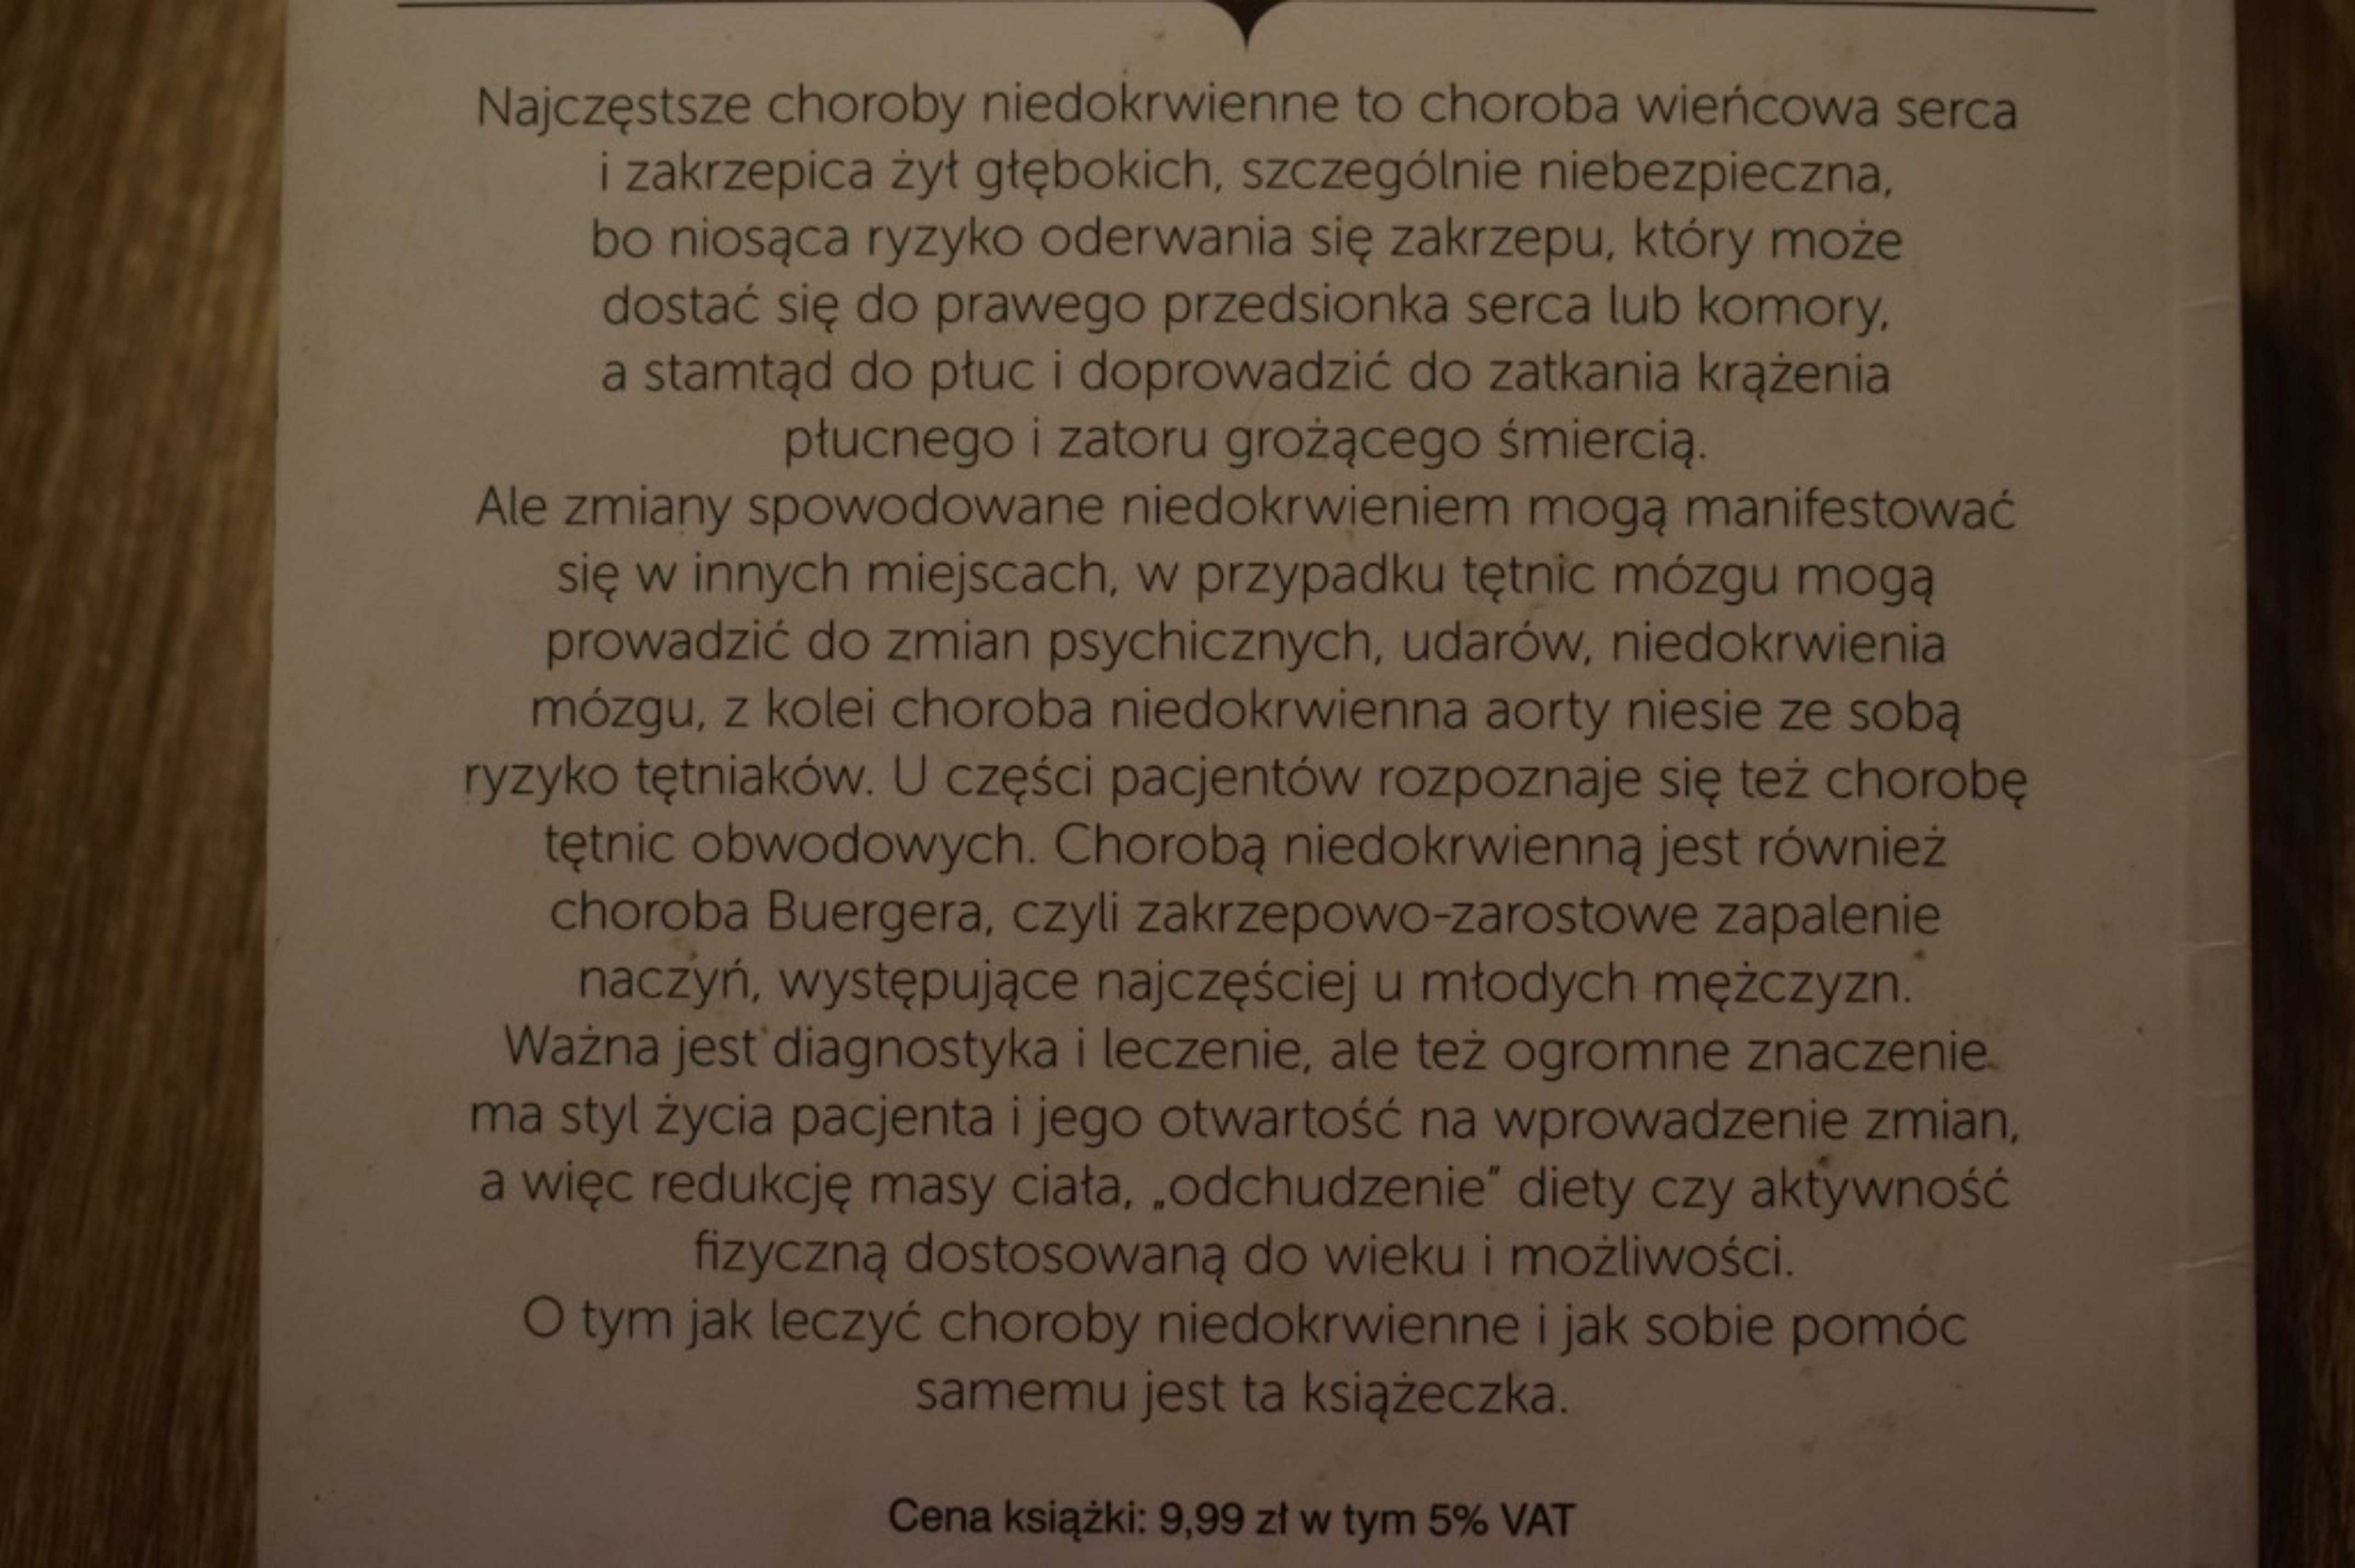 Najczęstsze choroby niedokrwienne to choroba wieńcowa serca
i zakrzepica żył głębokich, szczególnie niebezpieczna,
bo niosąca ryzyko oderwania się zakrzepu, który może
dostać się do prawego przedsionka serca lub komory,
a stamtąd do płuc i doprowadzić do zatkania krążenia
płucnego i zatoru grożącego śmiercią.
Ale zmiany spowodowane niedokrwieniem mogą manifestować
się w innych miejscach, w przypadku tętnic mózgu mogą
prowadzić do zmian psychicznych, udarów, niedokrwienia
mózgu, z kolei choroba niedokrwienna aorty niesie ze sobą
ryzyko tętniaków. U części pacjentów rozpoznaje się też chorobę
tętnic obwodowych. Chorobą niedokrwienną jest również
choroba Buergera, czyli zakrzepowo-zarostowe zapalenie
naczyń, występujące najczęściej u młodych mężczyzn.
Ważna jest diagnostyka i leczenie, ale też ogromne znaczenie
ma styl życia pacjenta i jego otwartość na wprowadzenie zmian,
a więc redukcję masy ciała, „odchudzenie” diety czy aktywność
fizyczną dostosowaną do wieku i możliwości.
O tym jak leczyć choroby niedokrwienne i jak sobie pomóc
samemu jest ta książeczka.
Cena książki: 9,99 zł w tym 5% VAT